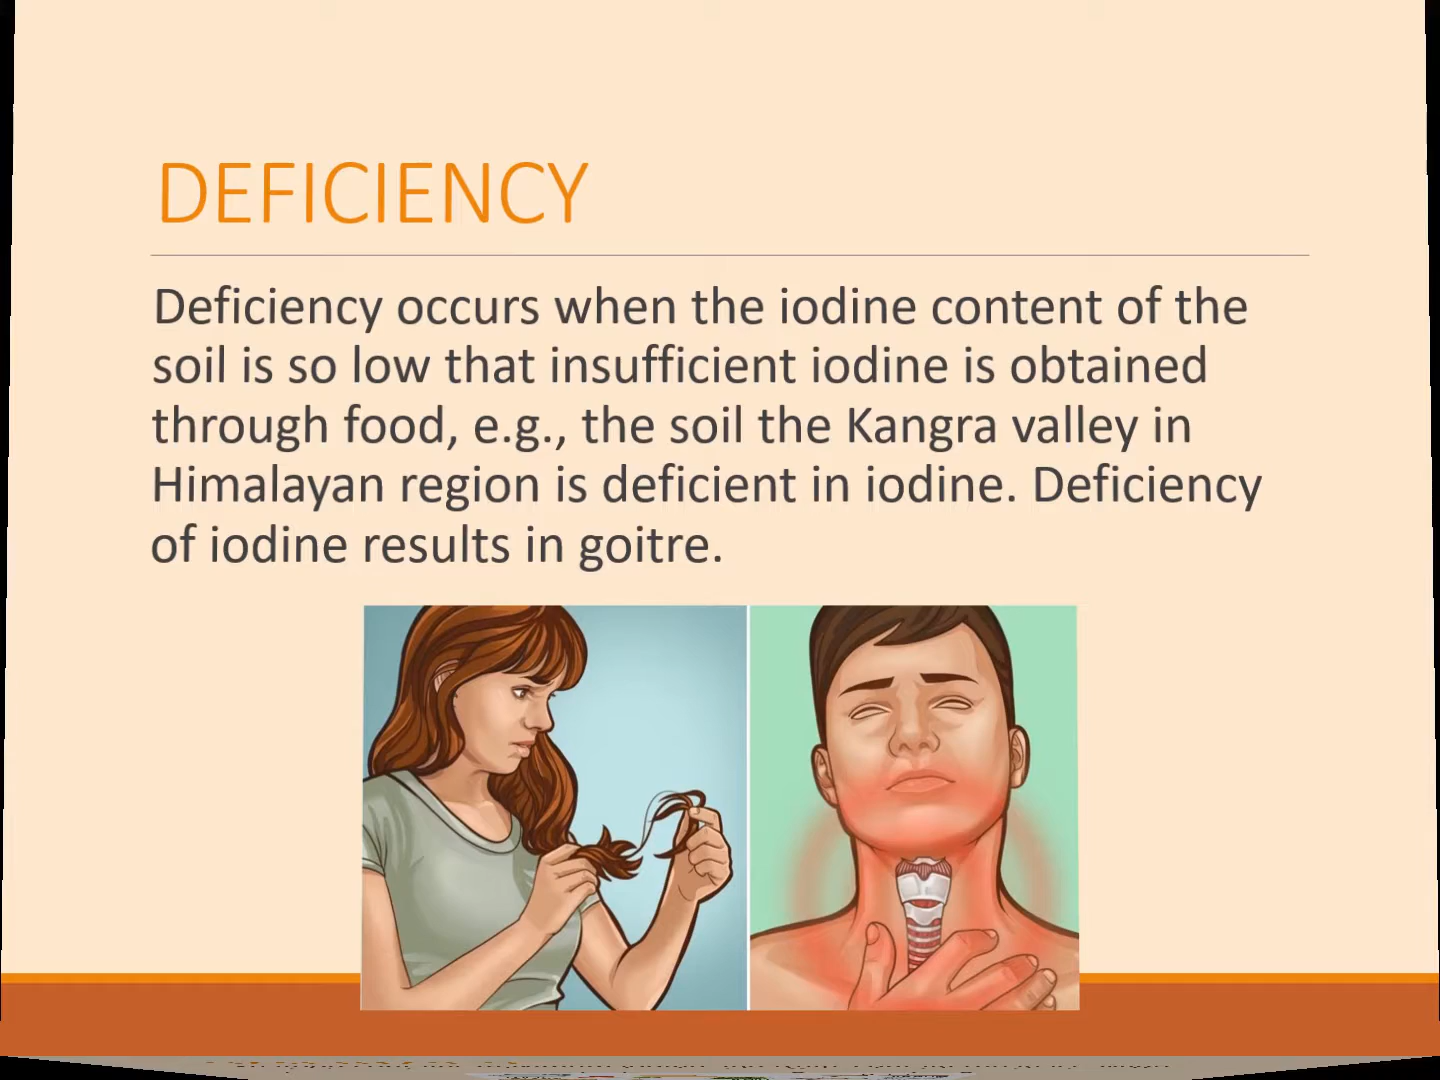 DEFICIENCY
Deficiency occurs when the iodine content of the
soil is so low that insufficient iodine is obtained
through food, e.g., the soil the Kangra valley in
Himalayan region is deficient in iodine. Deficiency
of iodine results in goitre.